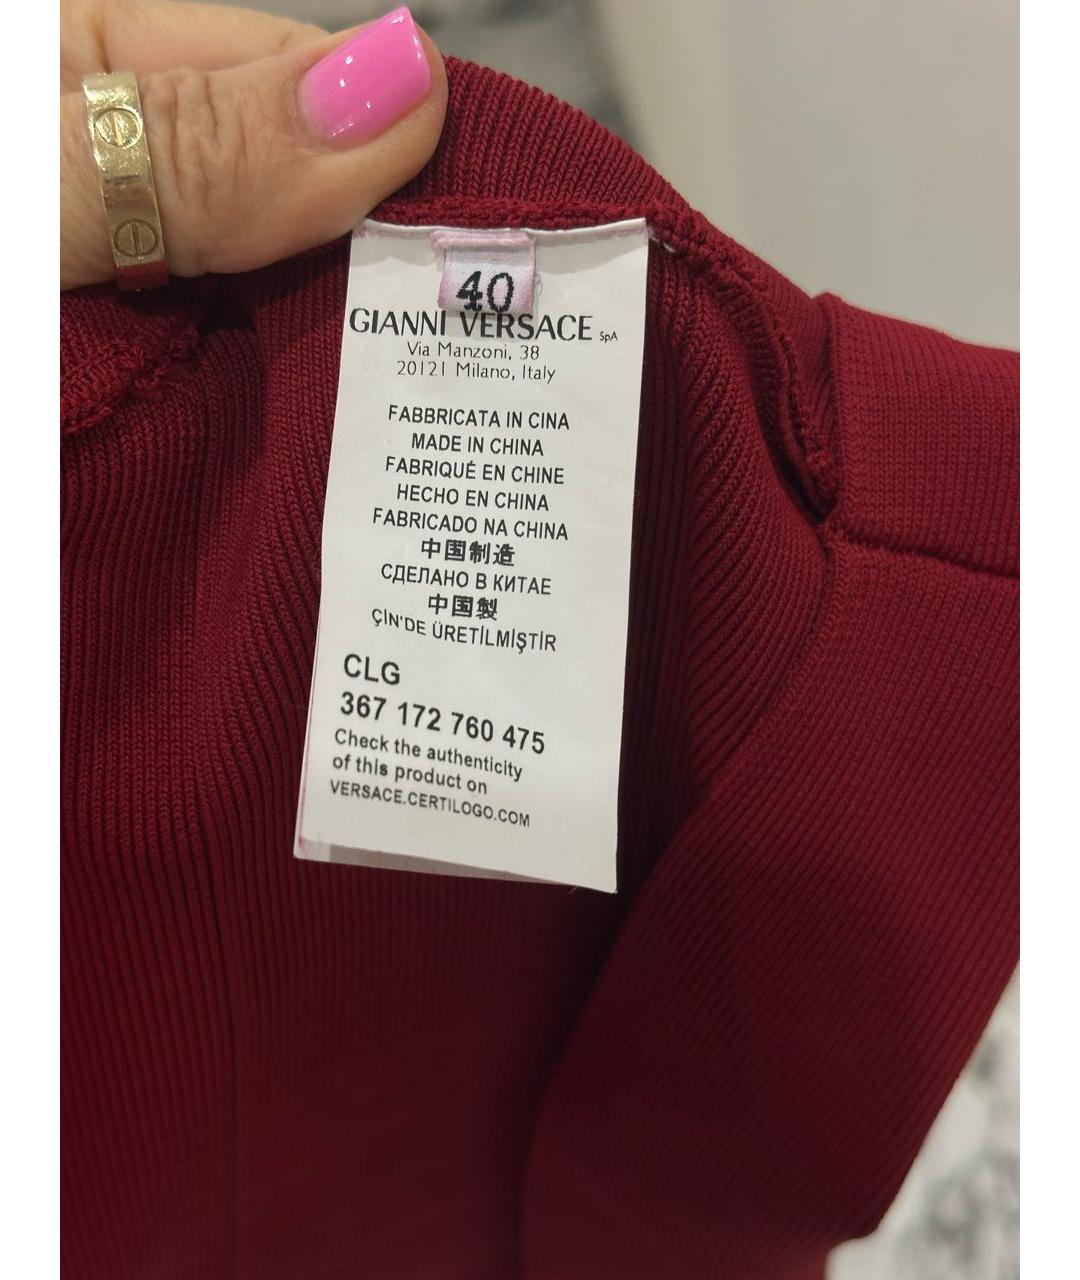 40
GIANNI VERSACE SpA
Via Manzoni, 38
20121 Milano, Italy
FABBRICATA IN CINA
MADE IN CHINA
FABRIQUÉ EN CHINE
HECHO EN CHINA
FABRICADO NA CHINA
中国制造
СДЕЛАНО В КИТАЕ
中国製
ÇİN'DE ÜRETİLMİŞTİR
CLG
367 172 760 475
Check the authenticity
of this product on
VERSACE.CERTILOGO.COM